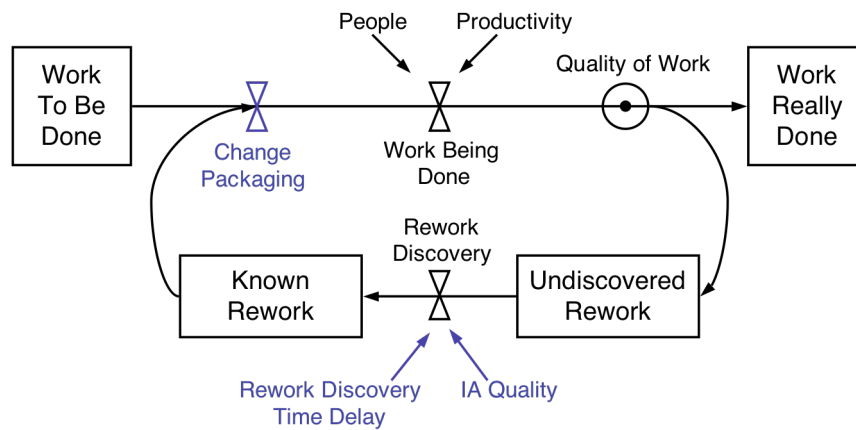 People
Productivity
Work
To Be
Done
Quality of Work
Work
Really
Done
Change
Packaging
Work Being
Done
Rework
Discovery
Known
Rework
Undiscovered
Rework
Rework Discovery
Time Delay
IA Quality